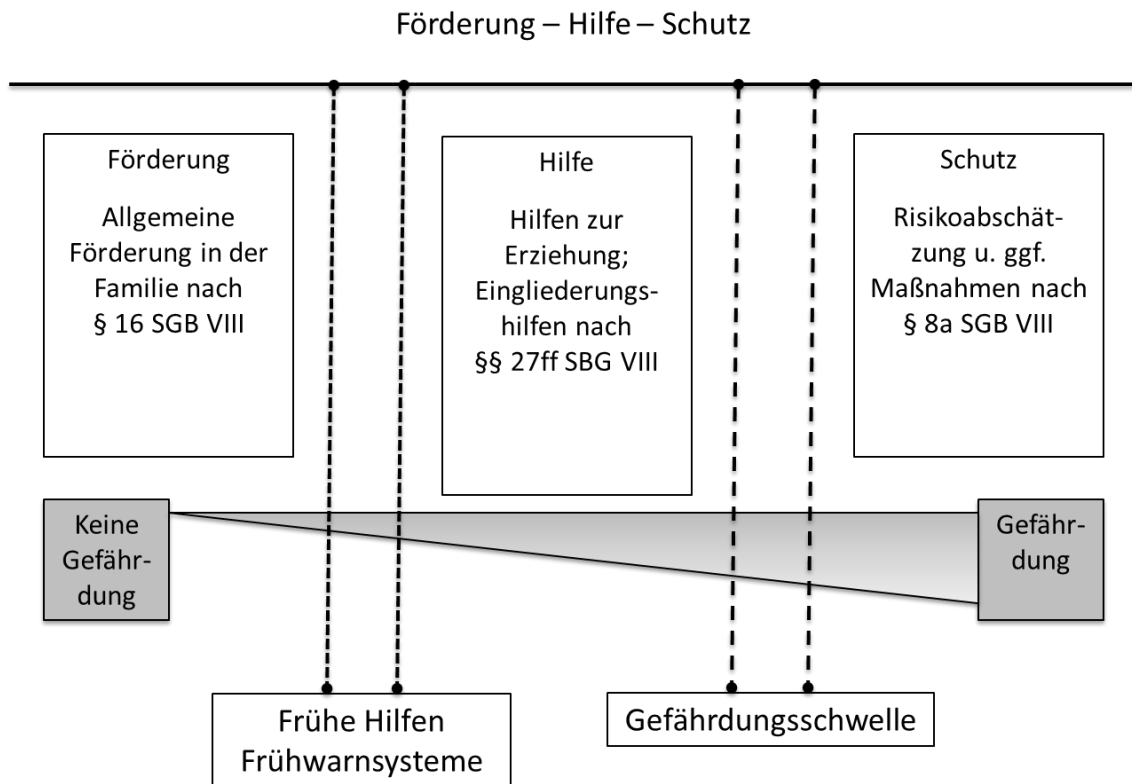 Förderung – Hilfe – Schutz
Förderung
Allgemeine
Förderung in der
Familie nach
§ 16 SGB VIII
Hilfe
Hilfen zur
Erziehung;
Eingliederungs-
hilfen nach
§§ 27ff SBG VIII
Schutz
Risikoabschät-
zung u. ggf.
Maßnahmen nach
§ 8a SGB VIII
Keine
Gefähr-
dung
Gefähr-
dung
Frühe Hilfen
Frühwarnsysteme
Gefährdungsschwelle